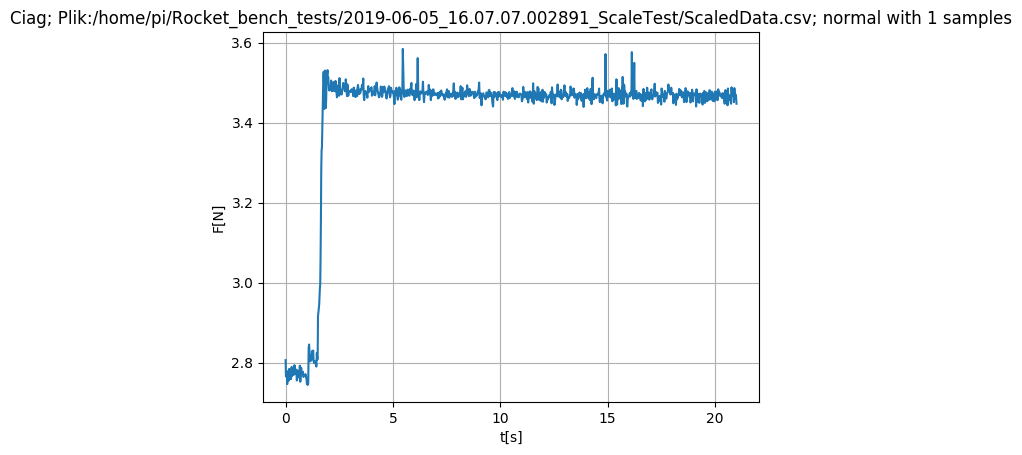 Ciag; Plik:/home/pi/Rocket_bench_tests/2019-06-05_16.07.07.002891_ScaleTest/ScaledData.csv; normal with 1 samples
3.6
3.4
3.2
3.0
2.8
F[N]
0 5 10 15 20
t[s]